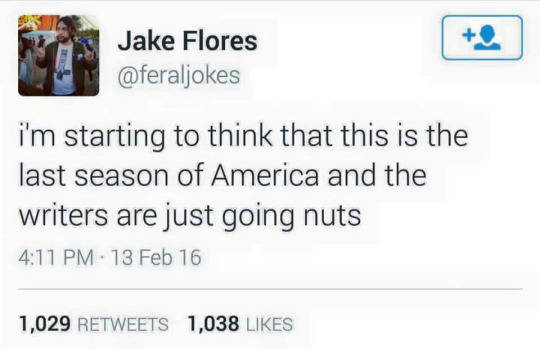 Jake Flores
@feraljokes
i'm starting to think that this is the
last season of America and the
writers are just going nuts
4:11 PM · 13 Feb 16
1,029 RETWEETS 1,038 LIKES